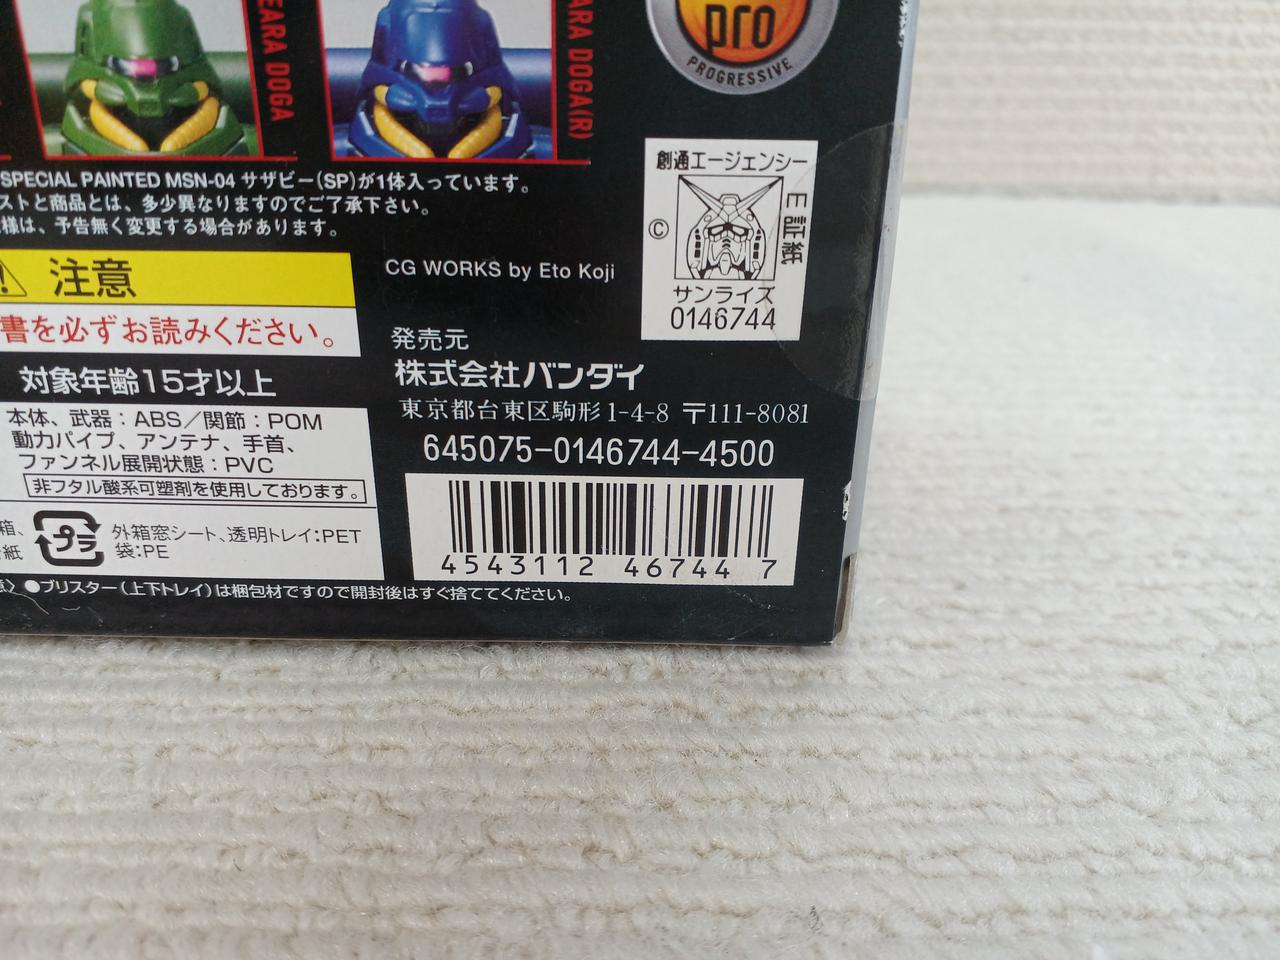 EARA DOGA
ARA DOGA(R)
pro
PROGRESSIVE
SPECIAL PAINTED MSN-04 サザビー(SP)が1体入っています。
ストと商品とは、多少異なりますのでご了承下さい。
様は、予告無く変更する場合があります。
創通エージェンシー
E 証紙
©
サンライズ
0146744
注意
書を必ずお読みください。
CG WORKS by Eto Koji
対象年齢15才以上
発売元
株式会社バンダイ
東京都台東区駒形1-4-8 〒111-8081
645075-0146744-4500
本体、武器:ABS/関節:POM
動力パイプ、アンテナ、手首、
ファンネル展開状態:PVC
非フタル酸系可塑剤を使用しております。
箱、
紙
プラ
外箱窓シート、透明トレイ:PET
袋:PE
4543112 46744 7
意〉●ブリスター(上下トレイ)は梱包材ですので開封後はすぐ捨ててください。